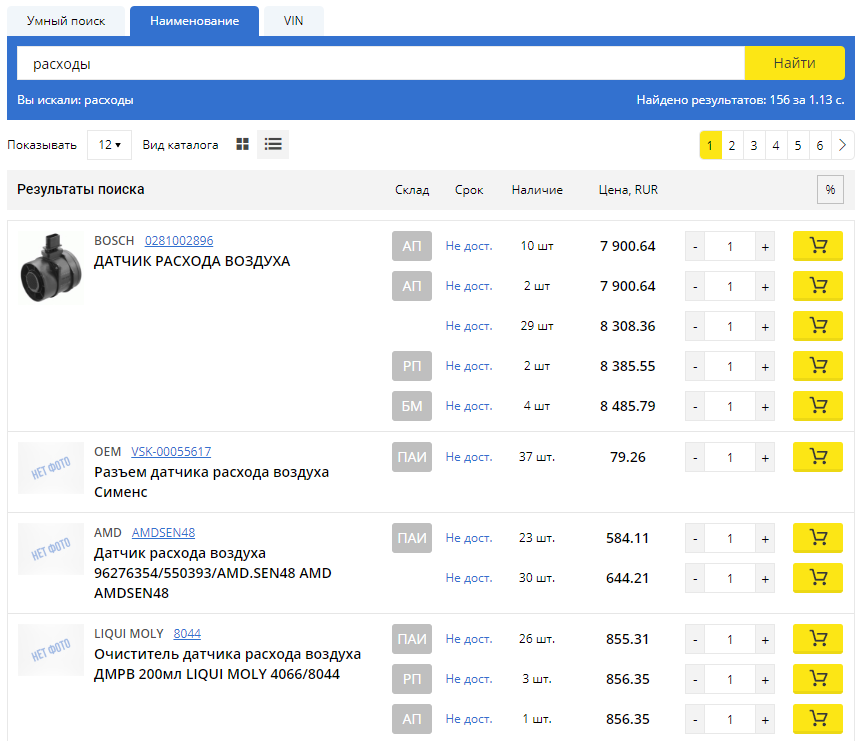 Умный поиск Наименование VIN
расходы Найти
Вы искали: расходы Найдено результатов: 156 за 1.13 с.
Показывать 12 ▾ Вид каталога 1 2 3 4 5 6 >
Результаты поиска Склад Срок Наличие Цена, RUR %
BOSCH 0281002896 АП Не дост. 10 шт 7 900.64 - 1 +
ДАТЧИК РАСХОДА ВОЗДУХА
АП Не дост. 2 шт 7 900.64 - 1 +
Не дост. 29 шт 8 308.36 - 1 +
РП Не дост. 2 шт 8 385.55 - 1 +
БМ Не дост. 4 шт 8 485.79 - 1 +
НЕТ ФОТО
OEM VSK-00055617 ПАИ Не дост. 37 шт. 79.26 - 1 +
Разъем датчика расхода воздуха
Сименс
НЕТ ФОТО
AMD AMDSEN48 ПАИ Не дост. 23 шт. 584.11 - 1 +
Датчик расхода воздуха
96276354/550393/AMD.SEN48 AMD Не дост. 30 шт. 644.21 - 1 +
AMDSEN48
НЕТ ФОТО
LIQUI MOLY 8044 ПАИ Не дост. 26 шт. 855.31 - 1 +
Очиститель датчика расхода воздуха
ДМРВ 200мл LIQUI MOLY 4066/8044 РП Не дост. 3 шт. 856.35 - 1 +
АП Не дост. 1 шт. 856.35 - 1 +